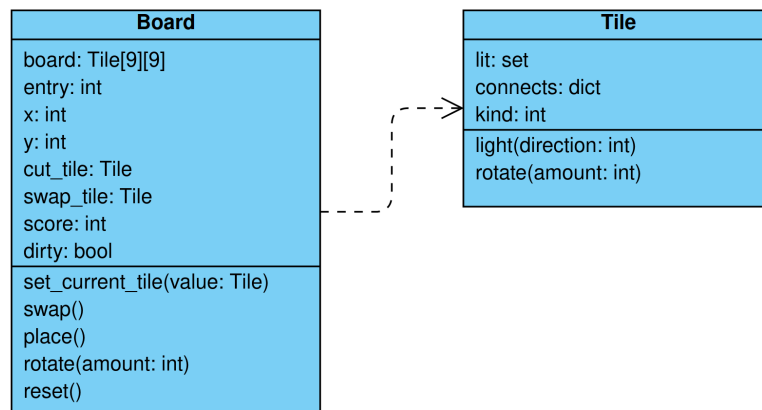 Board
board: Tile[9][9]
entry: int
x: int
y: int
cut_tile: Tile
swap_tile: Tile
score: int
dirty: bool
set_current_tile(value: Tile)
swap()
place()
rotate(amount: int)
reset()
Tile
lit: set
connects: dict
kind: int
light(direction: int)
rotate(amount: int)